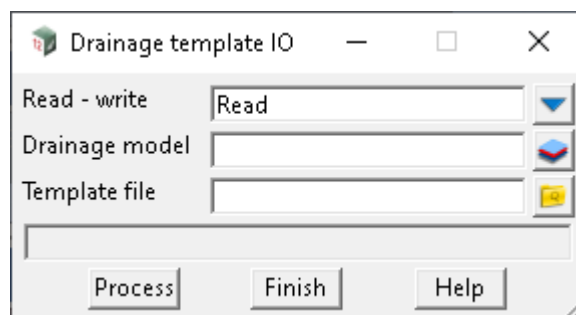 Drainage template IO
Read - write Read
Drainage model
Template file
Process Finish Help